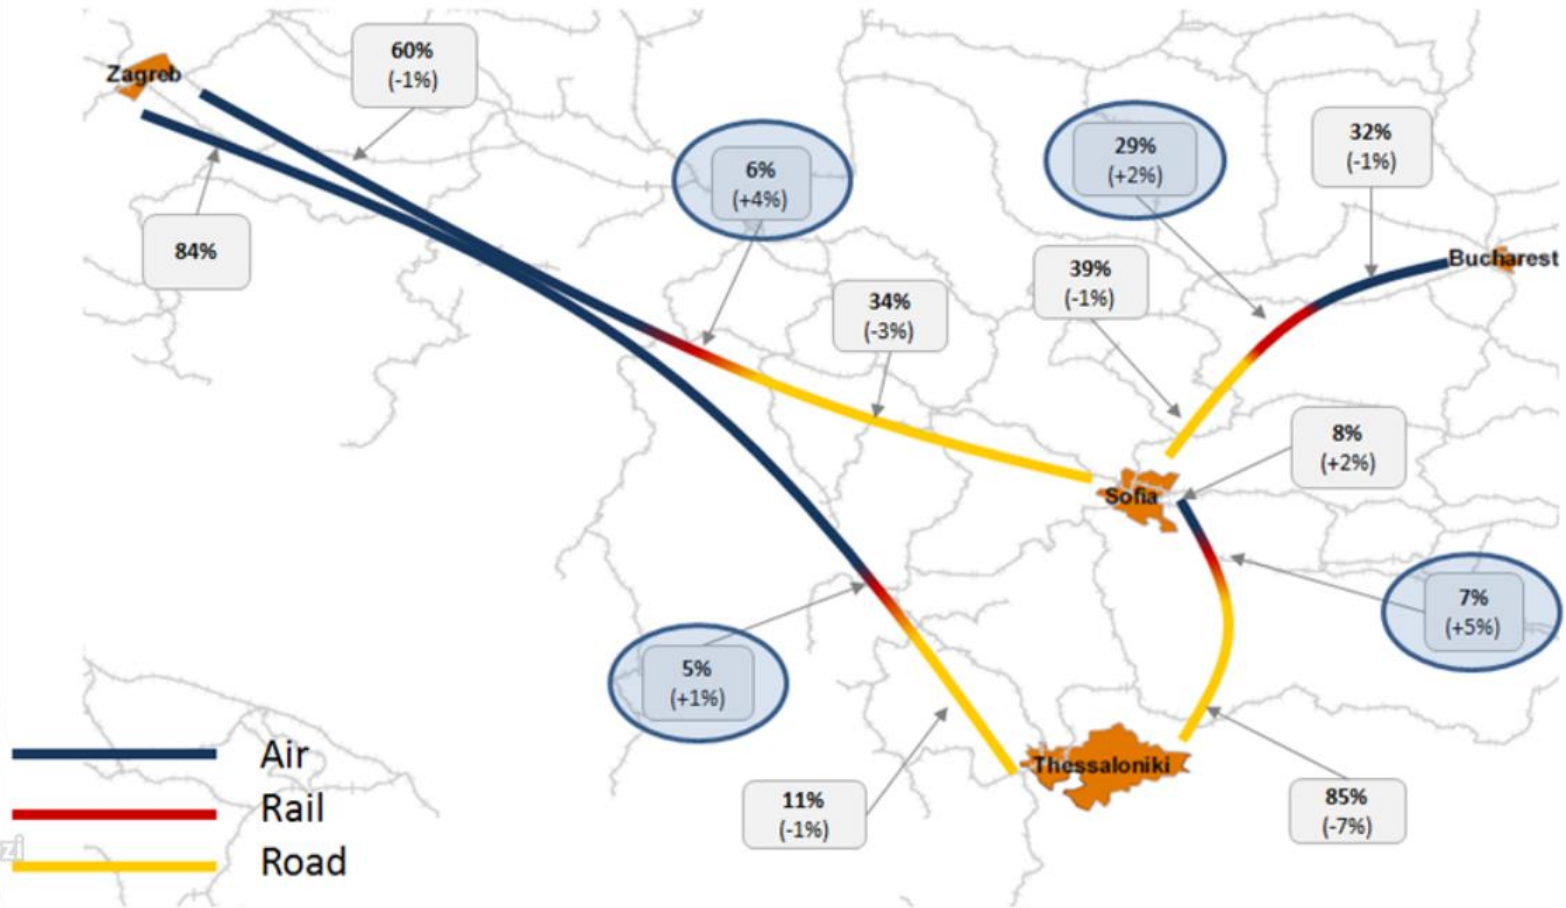 Zagreb
60%
(-1%)
84%
6%
(+4%)
34%
(-3%)
29%
(+2%)
32%
(-1%)
39%
(-1%)
Bucharest
8%
(+2%)
Sofia
7%
(+5%)
5%
(+1%)
11%
(-1%)
Thessaloniki
85%
(-7%)
Air
Rail
Road
zi